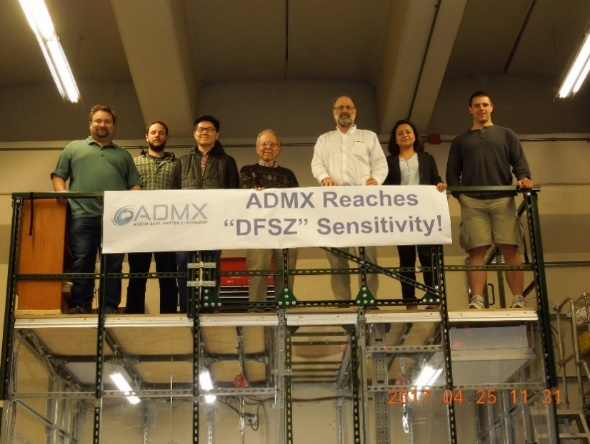 ADMX
AXION DARK MATTER EXPERIMENT
ADMX Reaches
“DFSZ” Sensitivity!
2017.04.25 11:31